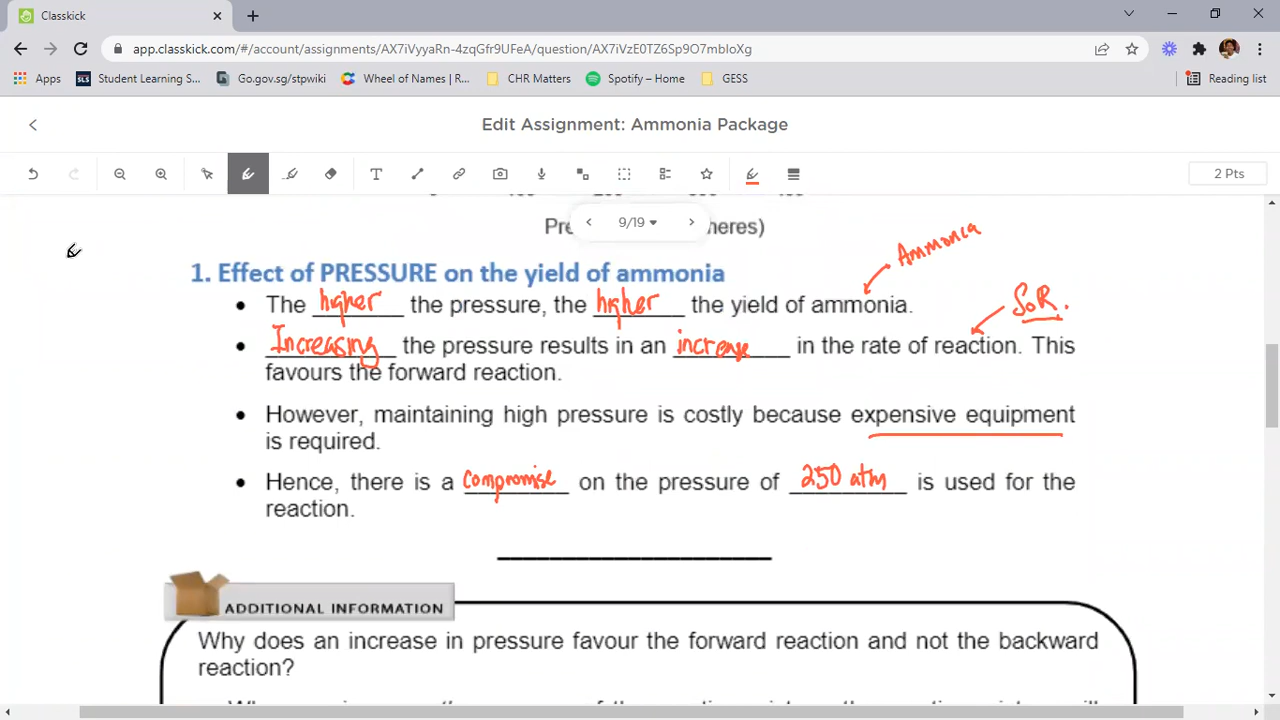 Classkick
app.classkick.com/#/account/assignments/AX7iVyyaRn-4zqGfr9UFeA/question/AX7iVzE0TZ6Sp9O7mbIoXg
Apps Student Learning S... Go.gov.sg/stpwiki Wheel of Names | R... CHR Matters Spotify – Home GESS Reading list
Edit Assignment: Ammonia Package
2 Pts
9/19
Ammonia
1. Effect of PRESSURE on the yield of ammonia
• The higher the pressure, the higher the yield of ammonia.
SoR.
• Increasing the pressure results in an increase in the rate of reaction. This
favours the forward reaction.
• However, maintaining high pressure is costly because expensive equipment
is required.
• Hence, there is a compromise on the pressure of 250 atm is used for the
reaction.
ADDITIONAL INFORMATION
Why does an increase in pressure favour the forward reaction and not the backward
reaction?